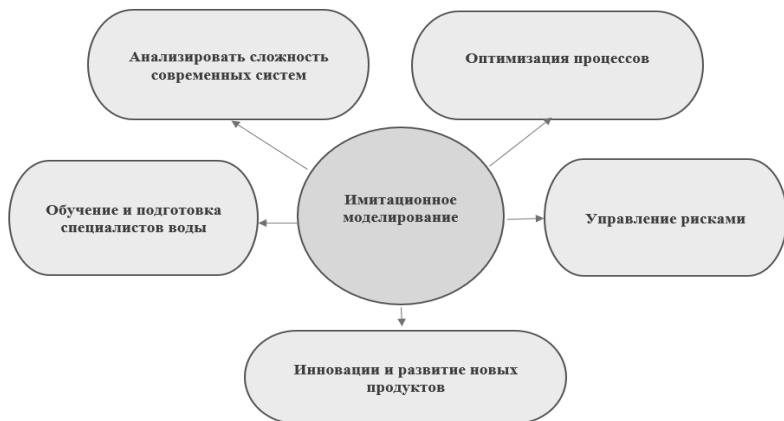 Анализировать сложность
современных систем
Оптимизация процессов
Имитационное
моделирование
Обучение и подготовка
специалистов воды
Управление рисками
Инновации и развитие новых
продуктов